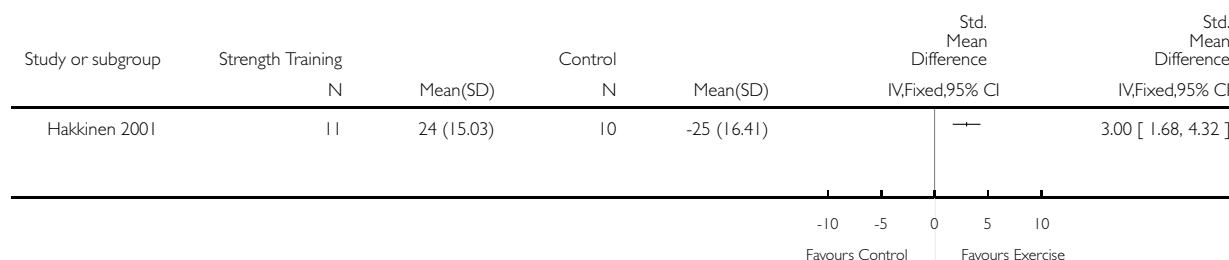 Std.
Mean
Difference
Std.
Mean
Difference
Study or subgroup Strength Training Control
N Mean(SD) N Mean(SD) IV,Fixed,95% CI IV,Fixed,95% CI
Hakkinen 2001 11 24 (15.03) 10 -25 (16.41) 3.00 [ 1.68, 4.32 ]
-10 -5 0 5 10
Favours Control Favours Exercise